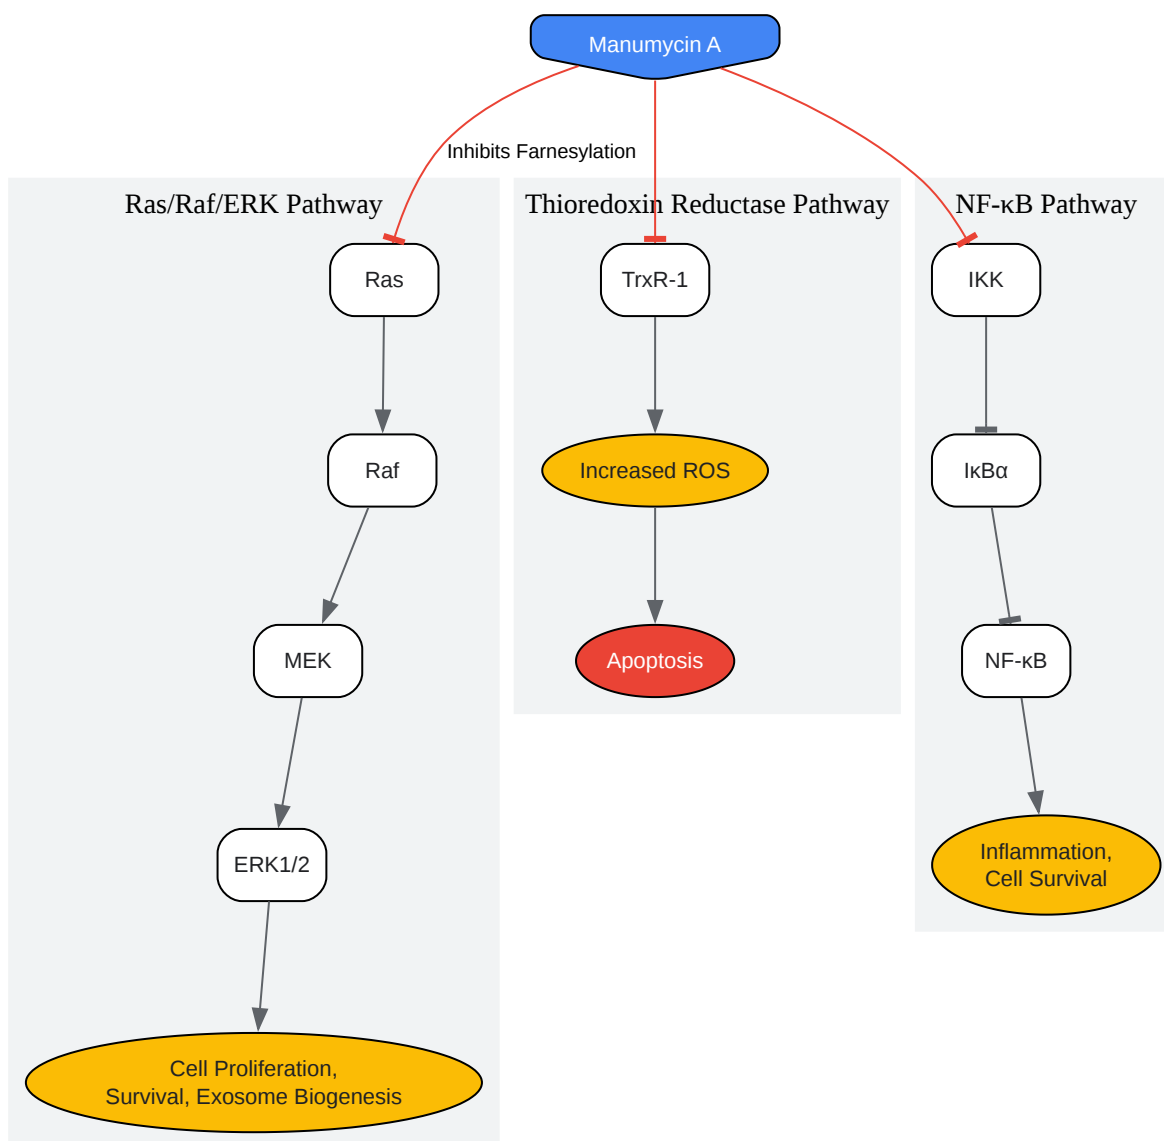 Manumycin A
Inhibits Farnesylation
Ras/Raf/ERK Pathway
Ras
Raf
MEK
ERK1/2
Cell Proliferation,
Survival, Exosome Biogenesis
Thioredoxin Reductase Pathway
TrxR-1
Increased ROS
Apoptosis
NF-κB Pathway
IKK
IκBα
NF-κB
Inflammation,
Cell Survival